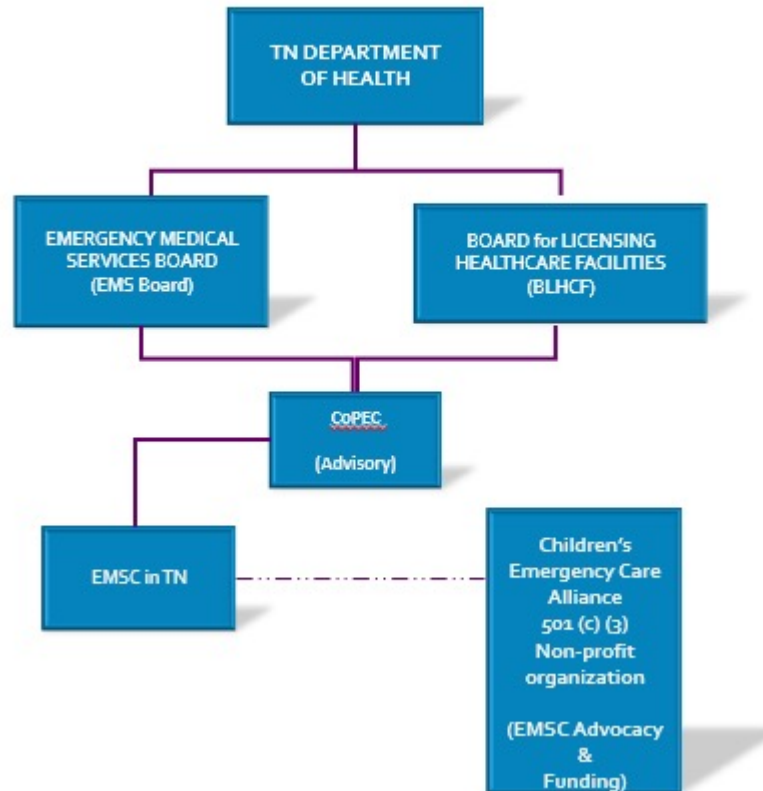 TN DEPARTMENT
OF HEALTH
EMERGENCY MEDICAL
SERVICES BOARD
(EMS Board)
BOARD for LICENSING
HEALTHCARE FACILITIES
(BLHCF)
CoPEC
(Advisory)
EMSC in TN
Children's
Emergency Care
Alliance
501 (c) (3)
Non-profit
organization
(EMSC Advocacy
&
Funding)